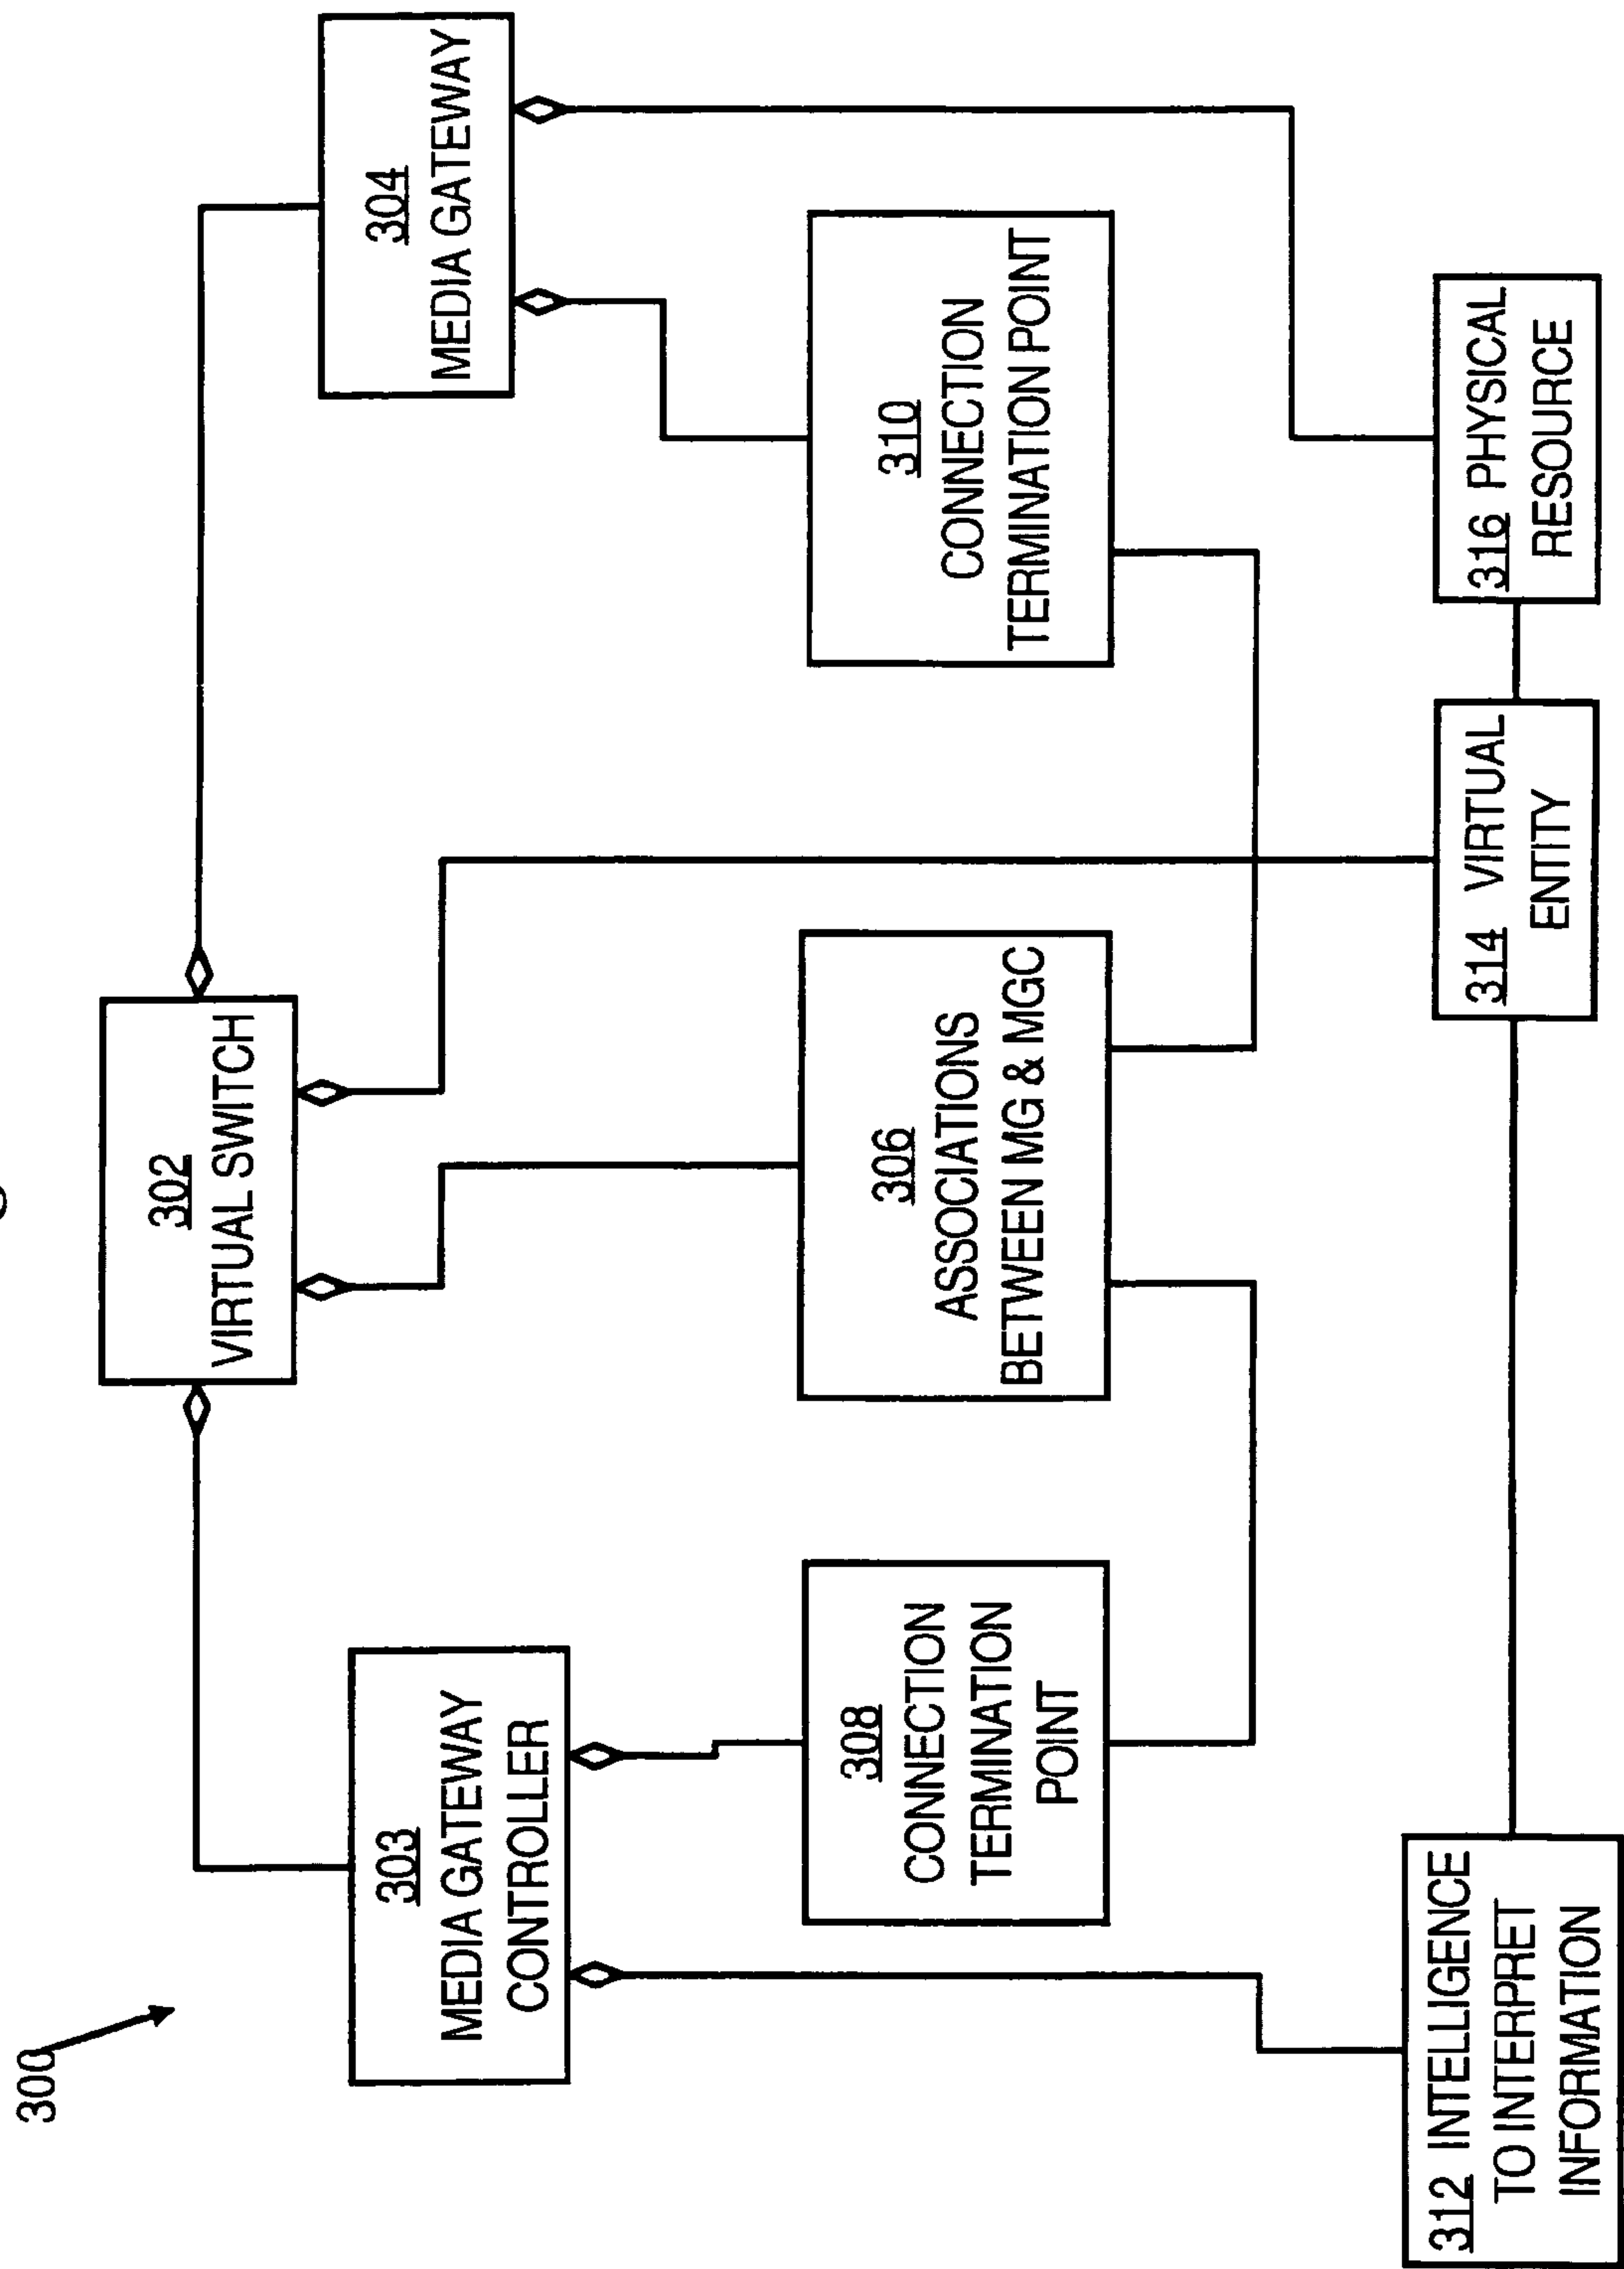 300
302
VIRTUAL SWITCH
303
MEDIA GATEWAY
CONTROLLER
304
MEDIA GATEWAY
308
CONNECTION
TERMINATION
POINT
306
ASSOCIATIONS
BETWEEN MG & MGC
310
CONNECTION
TERMINATION POINT
312 INTELLIGENCE
TO INTERPRET
INFORMATION
314 VIRTUAL
ENTITY
316 PHYSICAL
RESOURCE